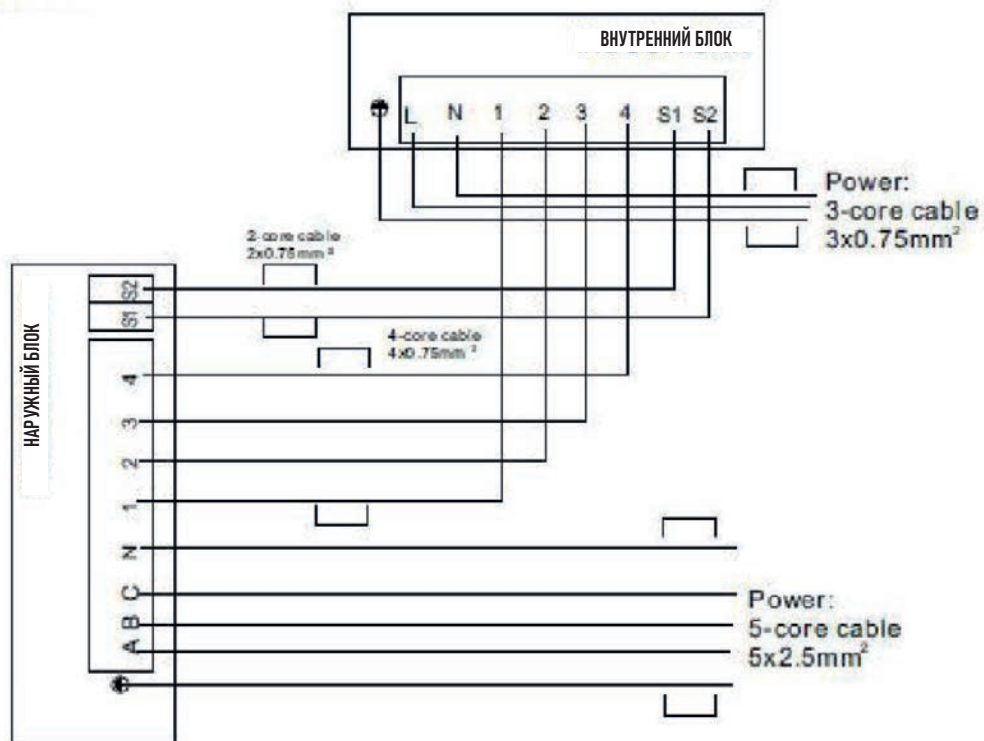 ВНУТРЕННИЙ БЛОК
L N 1 2 3 4 S1 S2
Power:
3-core cable
3x0.75mm²
2-core cable
2x0.75mm²
4-core cable
4x0.75mm²
НАРУЖНЫЙ БЛОК
S2
S1
4
3
2
1
N
C
B
A
Power:
5-core cable
5x2.5mm²